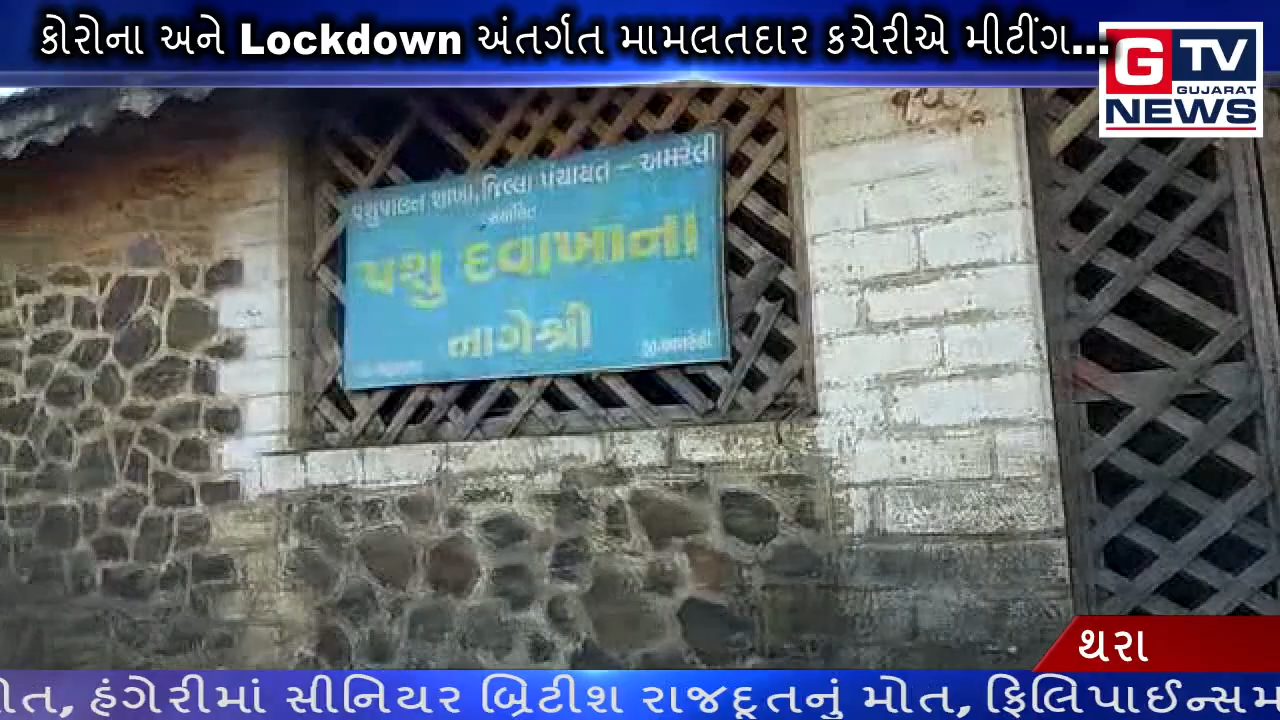 કોરોના અને Lockdown અંતર્ગત મામલતદાર કચેરીએ મીટીંગ...
GTV
GUJARAT
NEWS
પશુપાલન શાખા, જિલ્લા પંચાયત – અમરેલી
સંચાલિત
પશુ દવાખાના
નાગેશ્રી
થરા
ોત, હંગેરીમાં સીનિયર બ્રિટીશ રાજદૂતનું મોત, ફિલિપાઈન્સમ